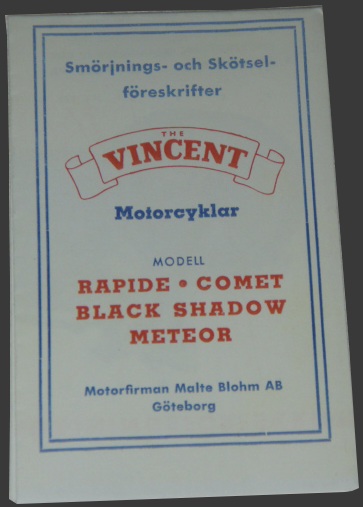 Smörjnings- och Skötsel-
föreskrifter
THE
VINCENT
Motorcyklar
MODELL
RAPIDE • COMET
BLACK SHADOW
METEOR
Motorfirman Malte Blohm AB
Göteborg